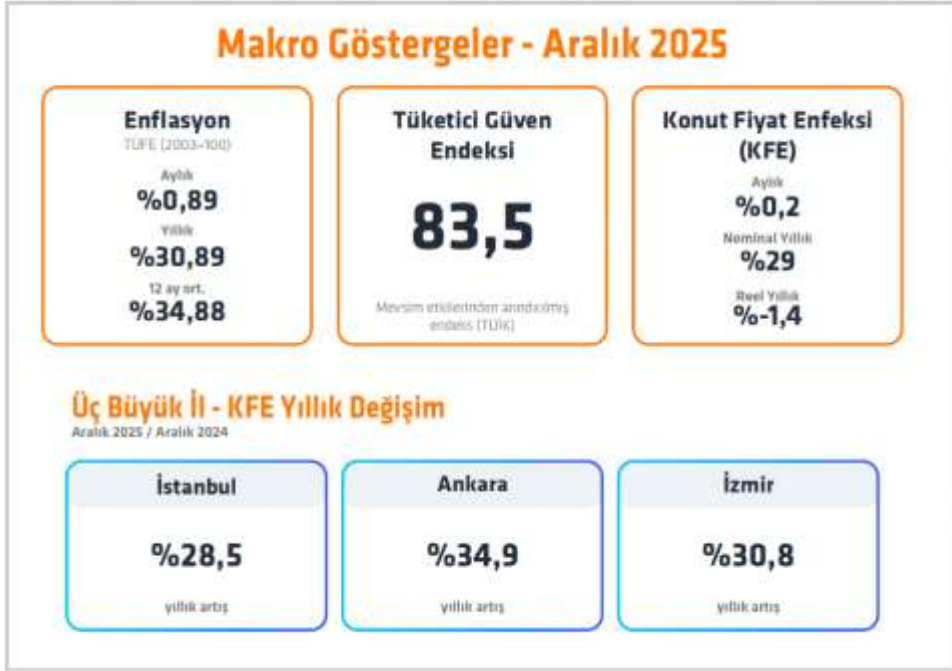 Makro Göstergeler - Aralık 2025
Enflasyon
TÜFE (2003=100)
Aylık
%0,89
Yıllık
%30,89
12 ay ort.
%34,88
Tüketici Güven
Endeksi
83,5
Mevsim etkilerinden arındırılmış
endeks (TÜİK)
Konut Fiyat Enfeksi
(KFE)
Aylık
%0,2
Nominal Yıllık
%29
Reel Yıllık
%-1,4
Üç Büyük İl - KFE Yıllık Değişim
Aralık 2025 / Aralık 2024
İstanbul
%28,5
yıllık artış
Ankara
%34,9
yıllık artış
İzmir
%30,8
yıllık artış